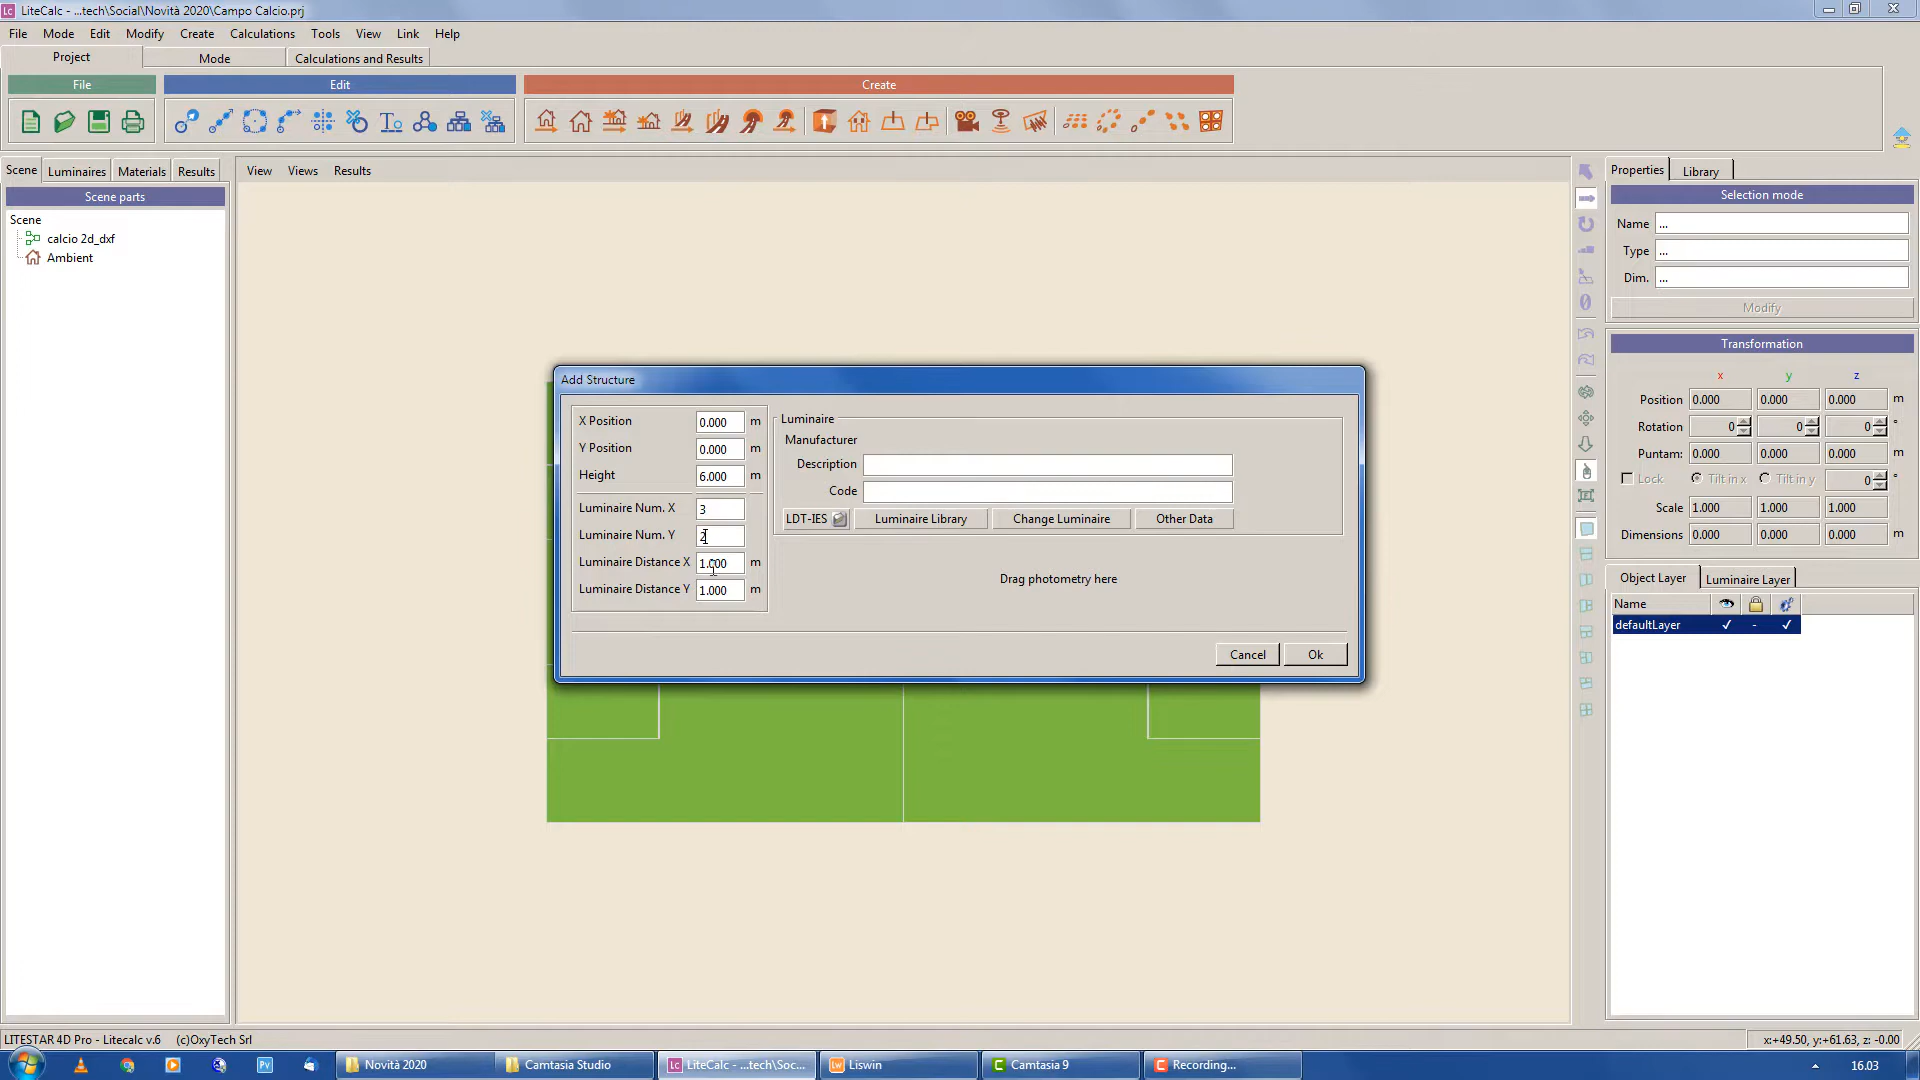 LiteCalc - ...tech\Social\Novità 2020\Campo Calcio.prj
File Mode Edit Modify Create Calculations Tools View Link Help
Project Mode Calculations and Results
File Edit Create
Scene Luminaires Materials Results
Scene parts
Scene
calcio 2d_dxf
Ambient
View Views Results
Properties Library
Selection mode
Name ...
Type ...
Dim. ...
Modify
Transformation
x y z
Position 0.000 0.000 0.000 m
Rotation 0 0 0 °
Puntam: 0.000 0.000 0.000 m
Lock Tilt in x Tilt in y 0 °
Scale 1.000 1.000 1.000
Dimensions 0.000 0.000 0.000 m
Object Layer Luminaire Layer
Name
defaultLayer ✓ - ✓
Add Structure
X Position 0.000 m
Y Position 0.000 m
Height 6.000 m
Luminaire Num. X 3
Luminaire Num. Y 2
Luminaire Distance X 1.000 m
Luminaire Distance Y 1.000 m
Luminaire
Manufacturer
Description
Code
LDT-IES Luminaire Library Change Luminaire Other Data
Drag photometry here
Cancel Ok
LITESTAR 4D Pro - Litecalc v.6 (c)OxyTech Srl
x:+49.50, y:+61.63, z: -0.00
Novità 2020 Camtasia Studio LiteCalc - ...tech\Soc... Liswin Camtasia 9 Recording... 16.03